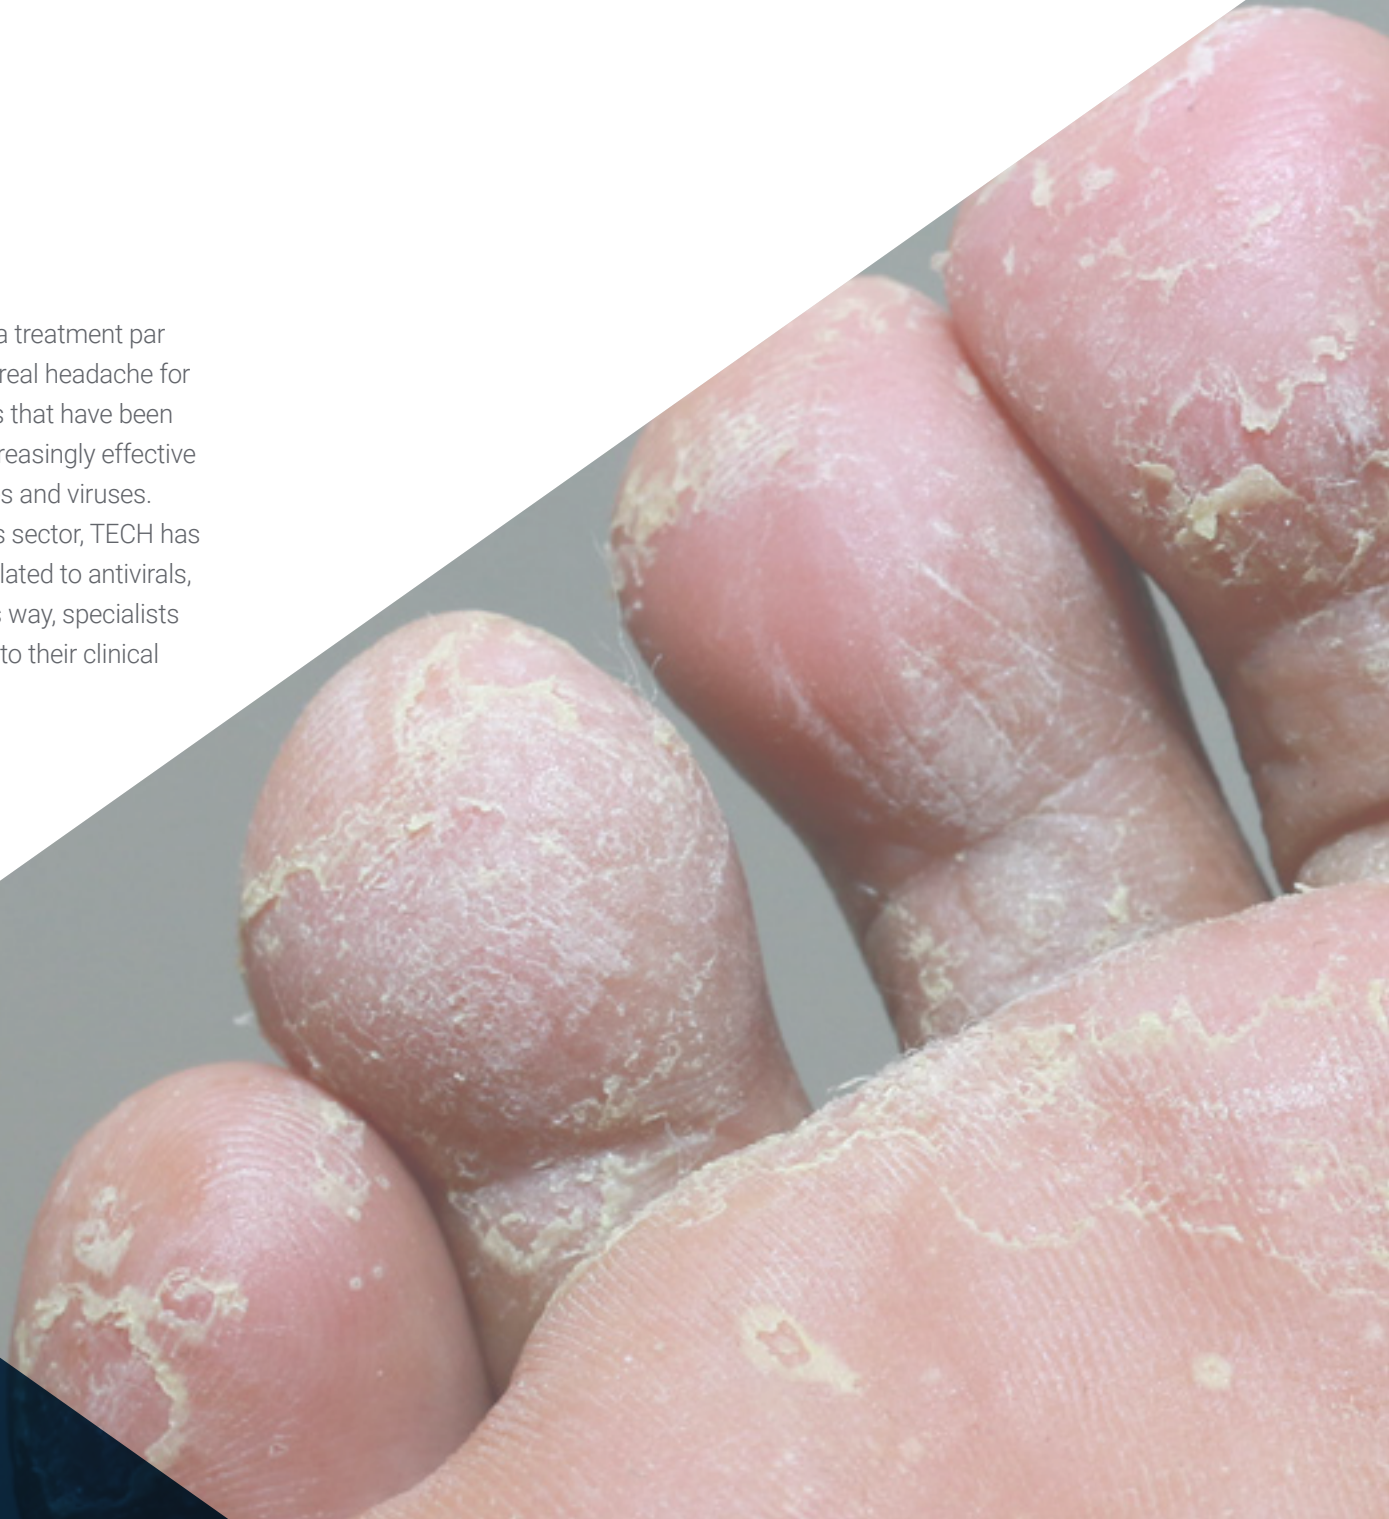 a treatment par
real headache for
s that have been
reasingly effective
s and viruses.
s sector, TECH has
lated to antivirals,
s way, specialists
to their clinical